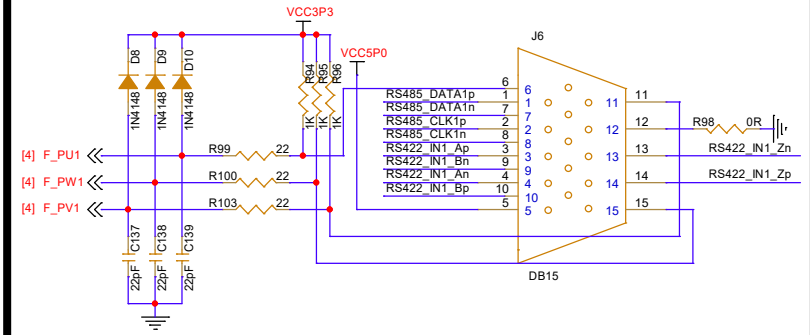 VCC3P3
J6
VCC5P0
D8
D9
D10
R94
R95
R96
1N4148
1N4148
1N4148
1K
1K
1K
6
6
RS485_DATA1p
1
1
11
11
RS485_DATA1n
7
7
RS485_CLK1p
2
2
12
12
R98
0R
RS485_CLK1n
8
8
RS422_IN1_Ap
3
3
13
13
RS422_IN1_Zn
RS422_IN1_Bn
9
9
RS422_IN1_An
4
4
14
14
RS422_IN1_Zp
RS422_IN1_Bp
10
10
5
5
15
15
[4] F_PU1
R99
22
[4] F_PW1
R100
22
[4] F_PV1
R103
22
C137
C138
C139
22pF
22pF
22pF
DB15